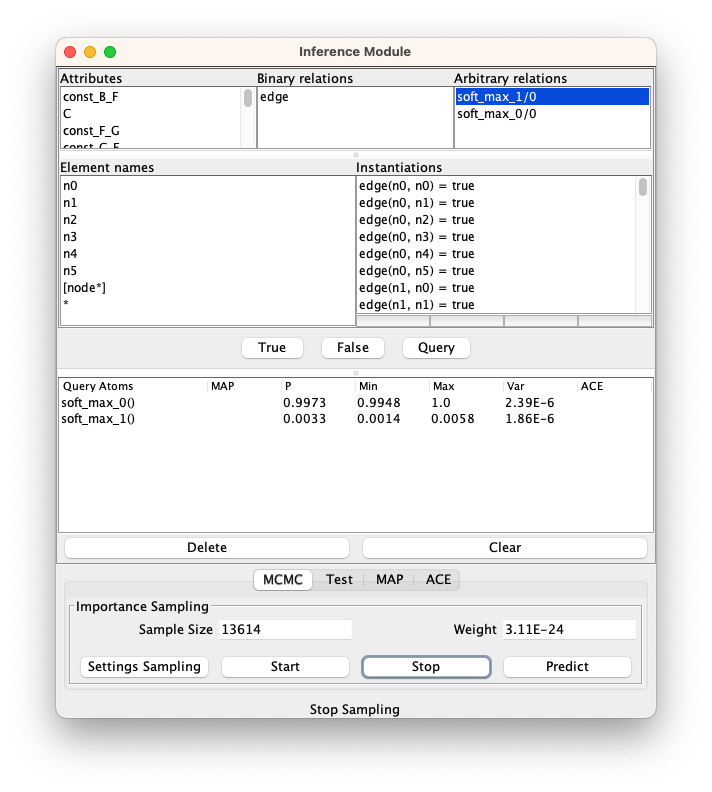 Inference Module
Attributes
Binary relations
Arbitrary relations
const_B_F
C
const_F_G
edge
soft_max_1/0
soft_max_0/0
Element names
Instantiations
n0
n1
n2
n3
n4
n5
[node*]
*
edge(n0, n0) = true
edge(n0, n1) = true
edge(n0, n2) = true
edge(n0, n3) = true
edge(n0, n4) = true
edge(n0, n5) = true
edge(n1, n0) = true
edge(n1, n1) = true
True False Query
Query Atoms MAP P Min Max Var ACE
soft_max_0() 0.9973 0.9948 1.0 2.39E-6
soft_max_1() 0.0033 0.0014 0.0058 1.86E-6
Delete Clear
MCMC Test MAP ACE
Importance Sampling
Sample Size 13614 Weight 3.11E-24
Settings Sampling Start Stop Predict
Stop Sampling